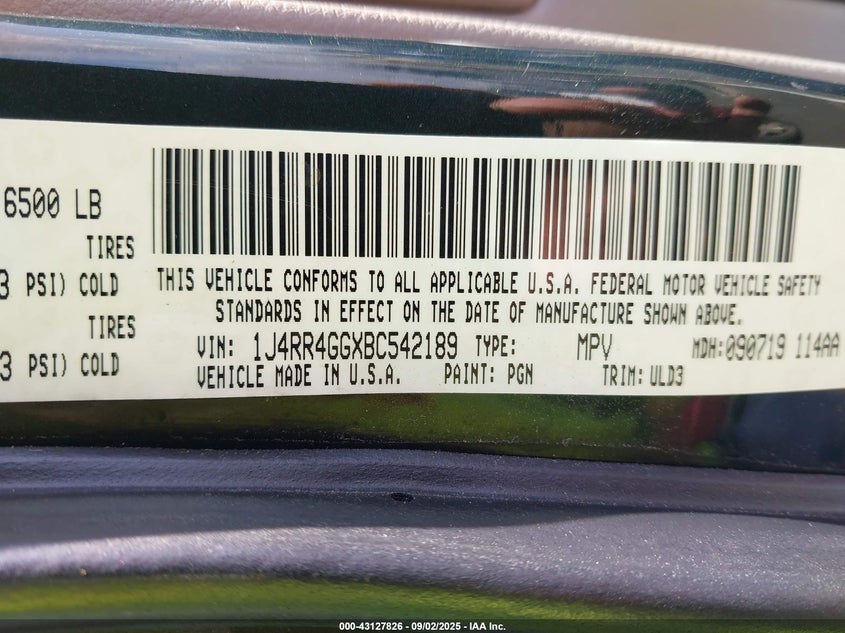 6500 LB
TIRES
3 PSI) COLD
TIRES
3 PSI) COLD
THIS VEHICLE CONFORMS TO ALL APPLICABLE U.S.A. FEDERAL MOTOR VEHICLE SAFETY
STANDARDS IN EFFECT ON THE DATE OF MANUFACTURE SHOWN ABOVE.
VIN: 1J4RR4GGXBC542189 TYPE: MPV MDH: 090719 114AA
VEHICLE MADE IN U.S.A. PAINT: PGN TRIM: ULD3
000-43127826 - 09/02/2025 - IAA Inc.